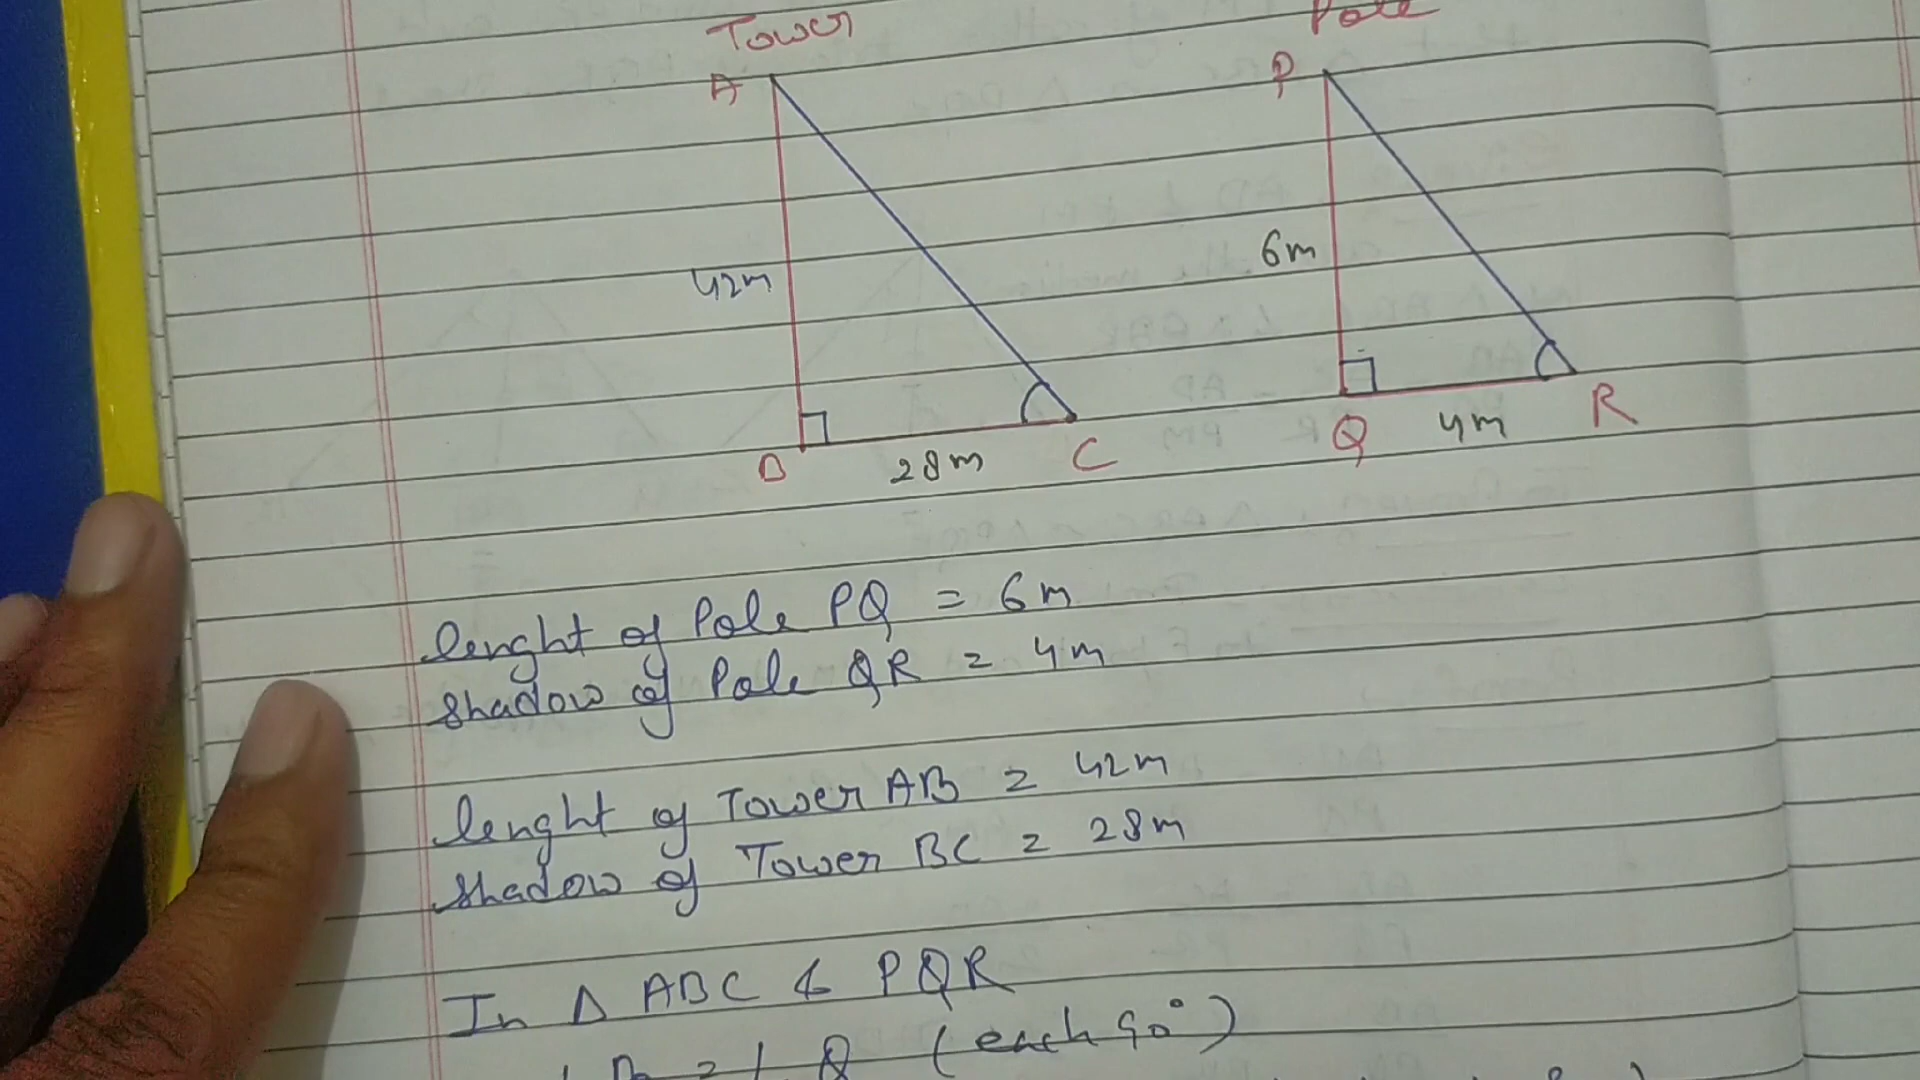 Tower
Pole
A
P
42m
6m
B
28m
C
Q
4m
R
lenght of Pole PQ = 6m
shadow of Pole QR = 4m
lenght of Tower AB = 42m
shadow of Tower BC = 28m
In Δ ABC & PQR
(each 90°)